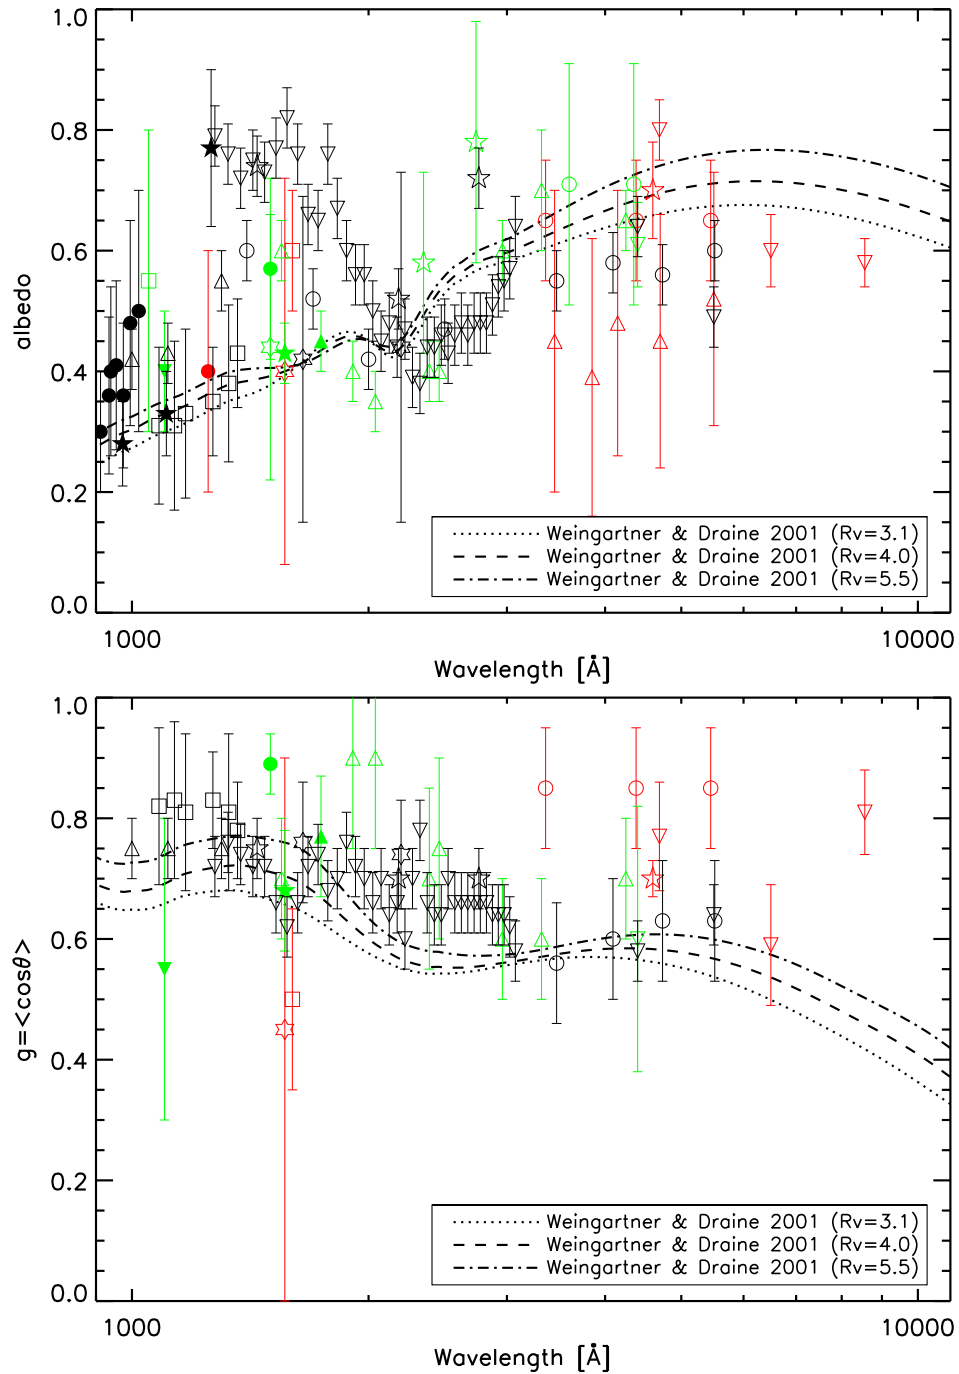 1.0
0.8
0.6
0.4
0.2
0.0
albedo
Weingartner & Draine 2001 (Rv=3.1)
Weingartner & Draine 2001 (Rv=4.0)
Weingartner & Draine 2001 (Rv=5.5)
1000
10000
Wavelength [Å]
1.0
0.8
0.6
0.4
0.2
0.0
g=<cosθ>
Weingartner & Draine 2001 (Rv=3.1)
Weingartner & Draine 2001 (Rv=4.0)
Weingartner & Draine 2001 (Rv=5.5)
1000
10000
Wavelength [Å]